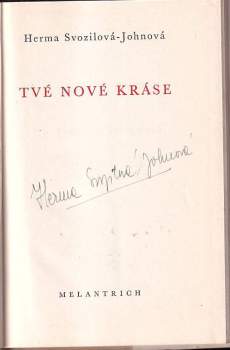 Herma Svozilová-Johnová
TVÉ NOVÉ KRÁSE
Herma Svozilová Johnová
MELANTRICH